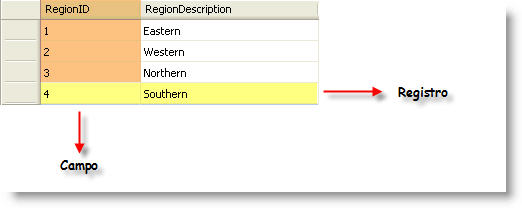 RegionID RegionDescription
1 Eastern
2 Western
3 Northern
4 Southern
Registro
Campo